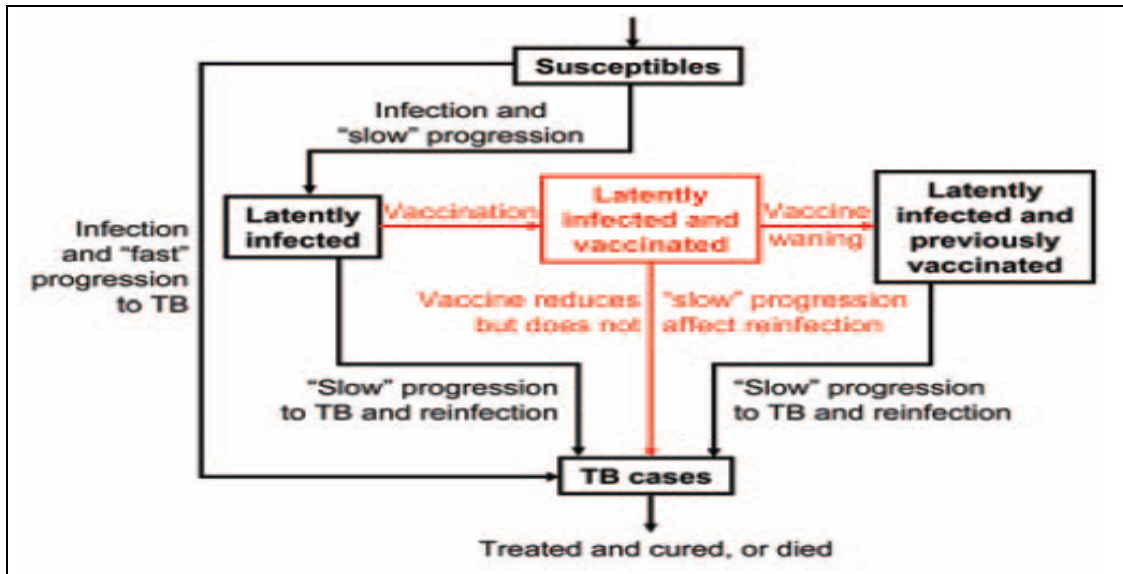 Susceptibles
Infection and
“slow” progression
Infection
and “fast”
progression
to TB
Latently
infected
Vaccination
Latently
infected and
vaccinated
Vaccine
waning
Latently
infected and
previously
vaccinated
Vaccine reduces
but does not
“slow” progression
affect reinfection
“Slow” progression
to TB and reinfection
“Slow” progression
to TB and reinfection
TB cases
Treated and cured, or died